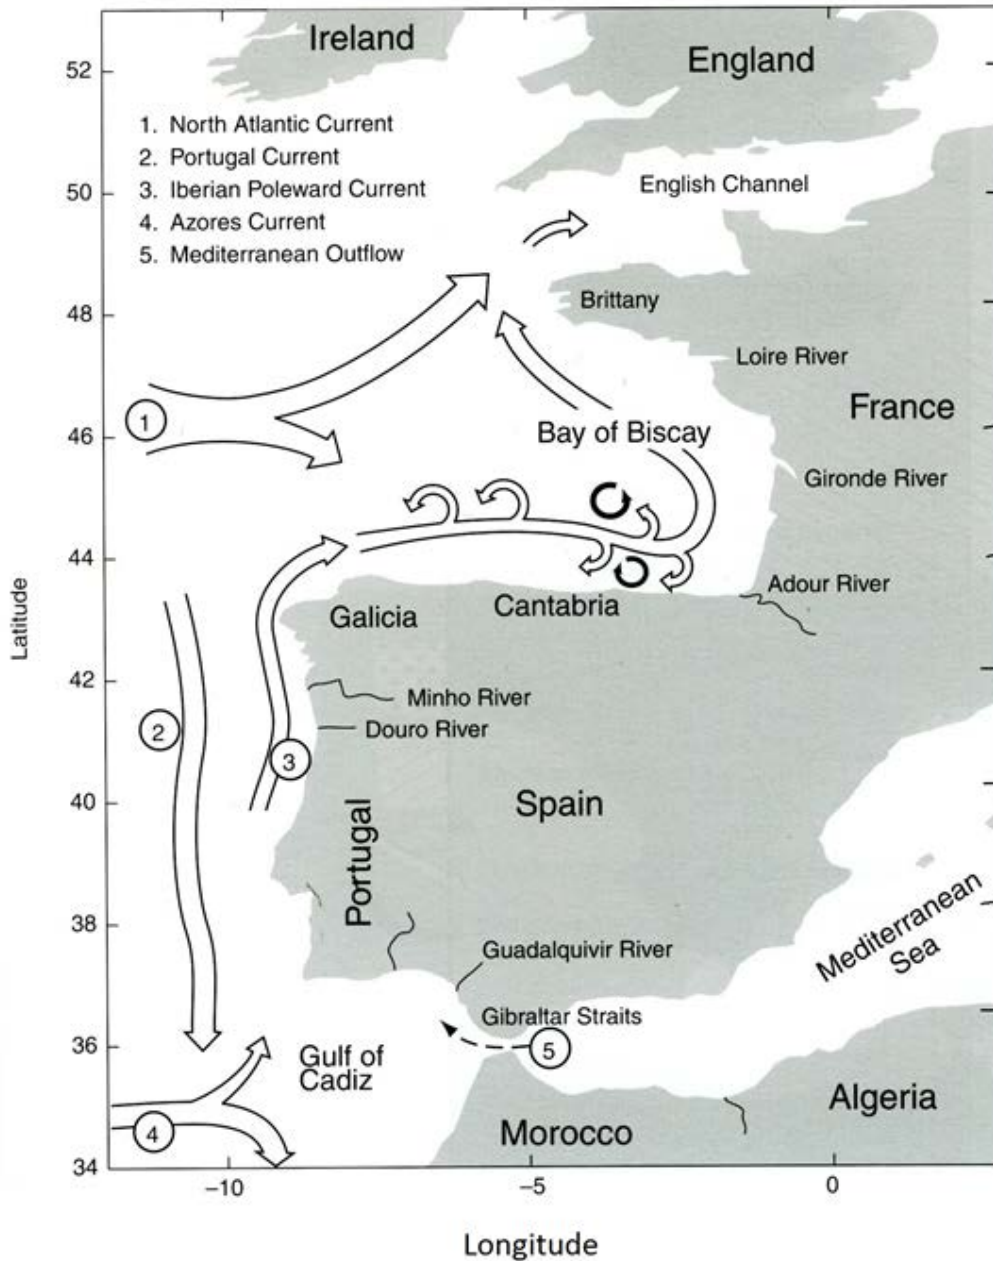 Ireland
England
52
1. North Atlantic Current
2. Portugal Current
3. Iberian Poleward Current
4. Azores Current
5. Mediterranean Outflow
50
English Channel
Brittany
48
Loire River
France
1
46
Bay of Biscay
Gironde River
44
Adour River
Galicia
Cantabria
Latitude
42
Minho River
2
Douro River
3
40
Spain
Portugal
38
Mediterranean
Sea
Guadalquivir River
Gibraltar Straits
36
5
Gulf of
Cadiz
Algeria
4
Morocco
34
−10
−5
0
Longitude